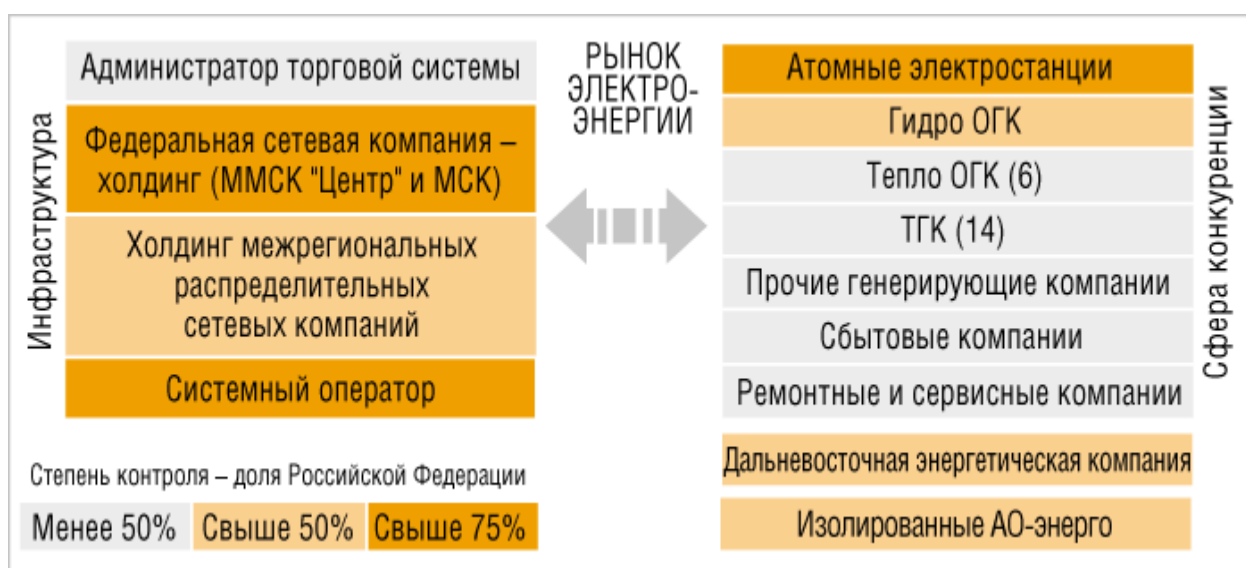 Инфраструктура
Администратор торговой системы
Федеральная сетевая компания –
холдинг (ММСК "Центр" и МСК)
Холдинг межрегиональных
распределительных
сетевых компаний
Системный оператор
Степень контроля – доля Российской Федерации
Менее 50%
Свыше 50%
Свыше 75%
РЫНОК
ЭЛЕКТРО-
ЭНЕРГИИ
Атомные электростанции
Гидро ОГК
Тепло ОГК (6)
ТГК (14)
Прочие генерирующие компании
Сбытовые компании
Ремонтные и сервисные компании
Дальневосточная энергетическая компания
Изолированные АО-энерго
Сфера конкуренции